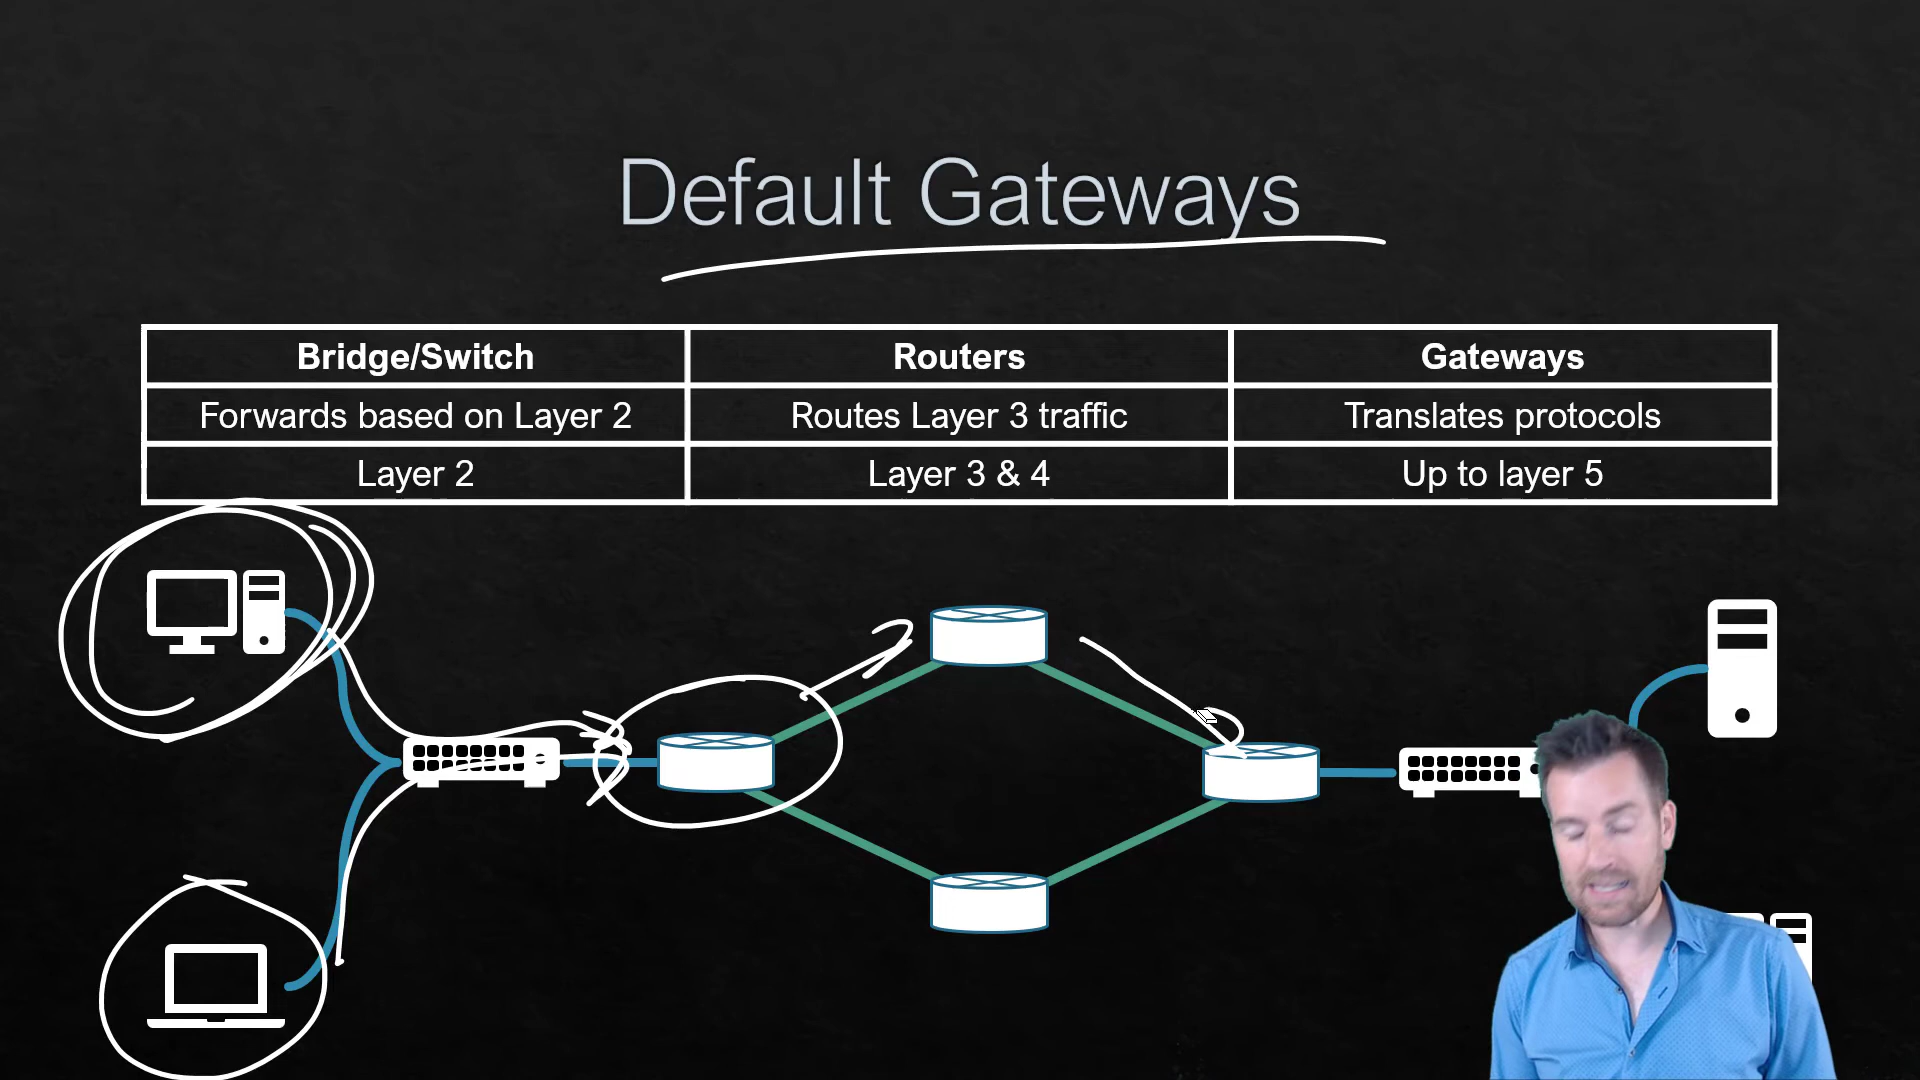 Default Gateways
Bridge/Switch Routers Gateways
Forwards based on Layer 2 Routes Layer 3 traffic Translates protocols
Layer 2 Layer 3 & 4 Up to layer 5